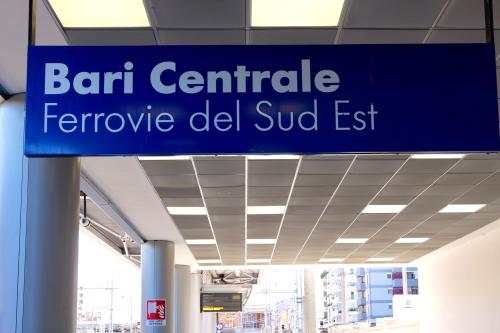 Bari Centrale
Ferrovie del Sud Est